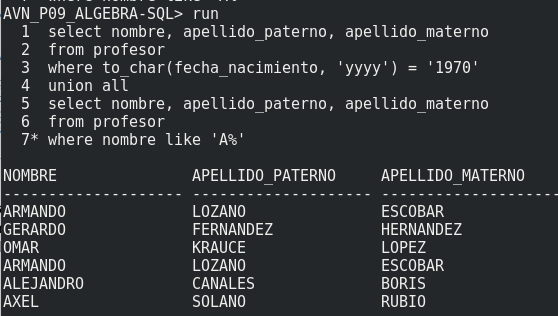 AVN_P09_ALGEBRA-SQL> run
1 select nombre, apellido_paterno, apellido_materno
2 from profesor
3 where to_char(fecha_nacimiento, 'yyyy') = '1970'
4 union all
5 select nombre, apellido_paterno, apellido_materno
6 from profesor
7* where nombre like 'A%'
NOMBRE APELLIDO_PATERNO APELLIDO_MATERNO
-------------------- -------------------- --------------------
ARMANDO LOZANO ESCOBAR
GERARDO FERNANDEZ HERNANDEZ
OMAR KRAUCE LOPEZ
ARMANDO LOZANO ESCOBAR
ALEJANDRO CANALES BORIS
AXEL SOLANO RUBIO